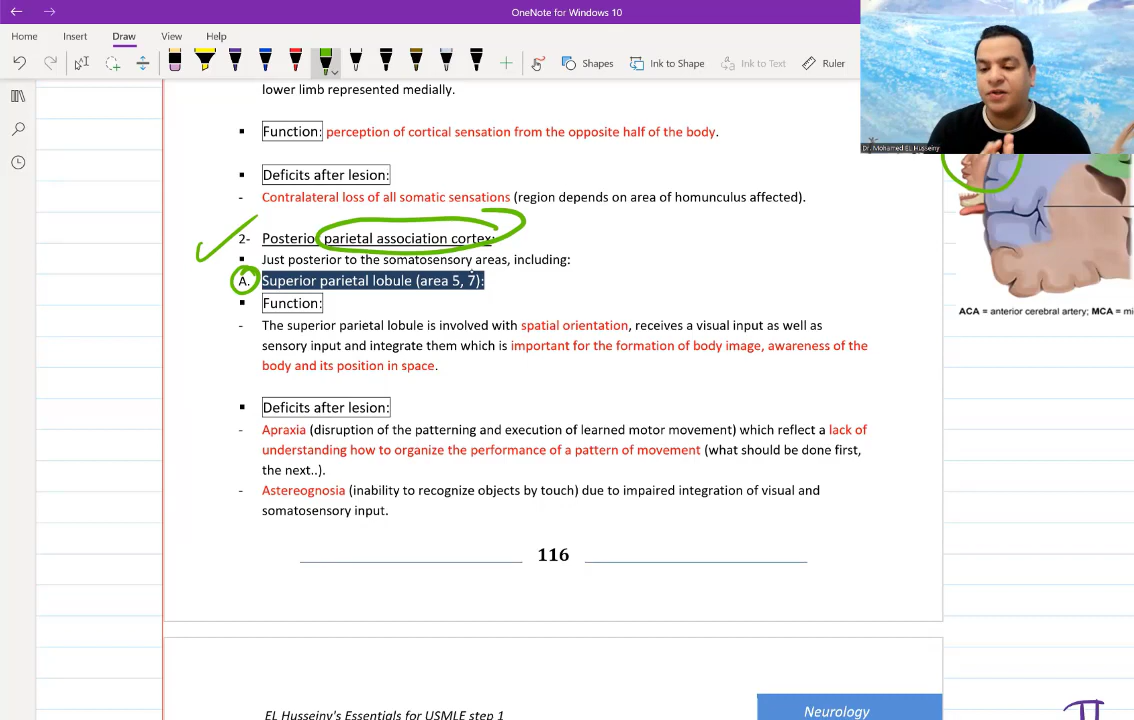 OneNote for Windows 10
Home
Insert
Draw
View
Help
Shapes
Ink to Shape
Ink to Text
Ruler
lower limb represented medially.
▪ Function: perception of cortical sensation from the opposite half of the body.
▪ Deficits after lesion:
- Contralateral loss of all somatic sensations (region depends on area of homunculus affected).
2- Posterior parietal association cortex:
▪ Just posterior to the somatosensory areas, including:
A. Superior parietal lobule (area 5, 7):
▪ Function:
- The superior parietal lobule is involved with spatial orientation, receives a visual input as well as
sensory input and integrate them which is important for the formation of body image, awareness of the
body and its position in space.
▪ Deficits after lesion:
- Apraxia (disruption of the patterning and execution of learned motor movement) which reflect a lack of
understanding how to organize the performance of a pattern of movement (what should be done first,
the next..).
- Astereognosia (inability to recognize objects by touch) due to impaired integration of visual and
somatosensory input.
116
EL Husseiny's Essentials for USMLE step 1
Neurology
Dr. Mohamed EL Husseiny
ACA = anterior cerebral artery; MCA = mi